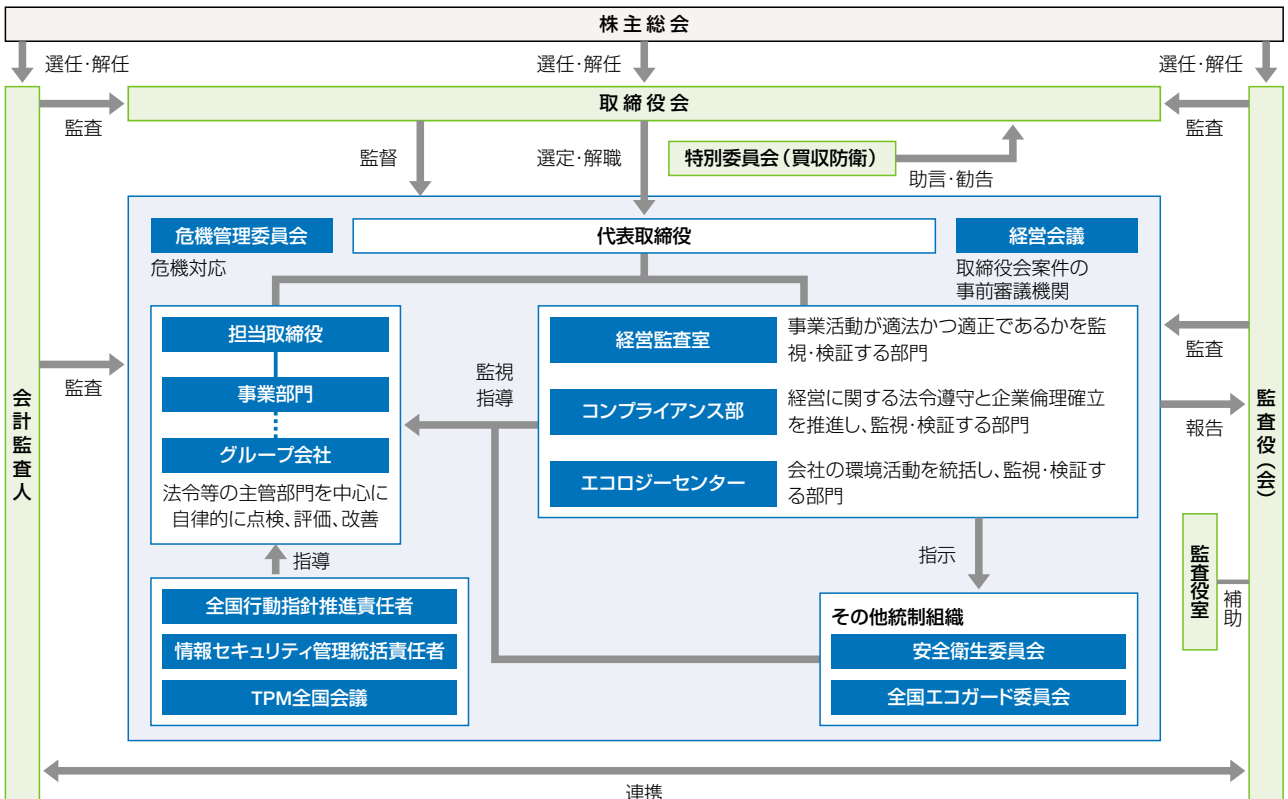 株主総会
選任・解任
選任・解任
選任・解任
取締役会
監査
監査
監督
選定・解職
特別委員会（買収防衛）
助言・勧告
危機管理委員会
危機対応
代表取締役
経営会議
取締役会案件の
事前審議機関
担当取締役
事業部門
グループ会社
法令等の主管部門を中心に
自律的に点検、評価、改善
監視
指導
経営監査室
事業活動が適法かつ適正であるかを監
視・検証する部門
コンプライアンス部
経営に関する法令遵守と企業倫理確立
を推進し、監視・検証する部門
エコロジーセンター
会社の環境活動を統括し、監視・検証す
る部門
監査
監査
報告
会計監査人
監査役（会）
指導
指示
全国行動指針推進責任者
情報セキュリティ管理統括責任者
TPM全国会議
その他統制組織
安全衛生委員会
全国エコガード委員会
監査役室
補助
連携